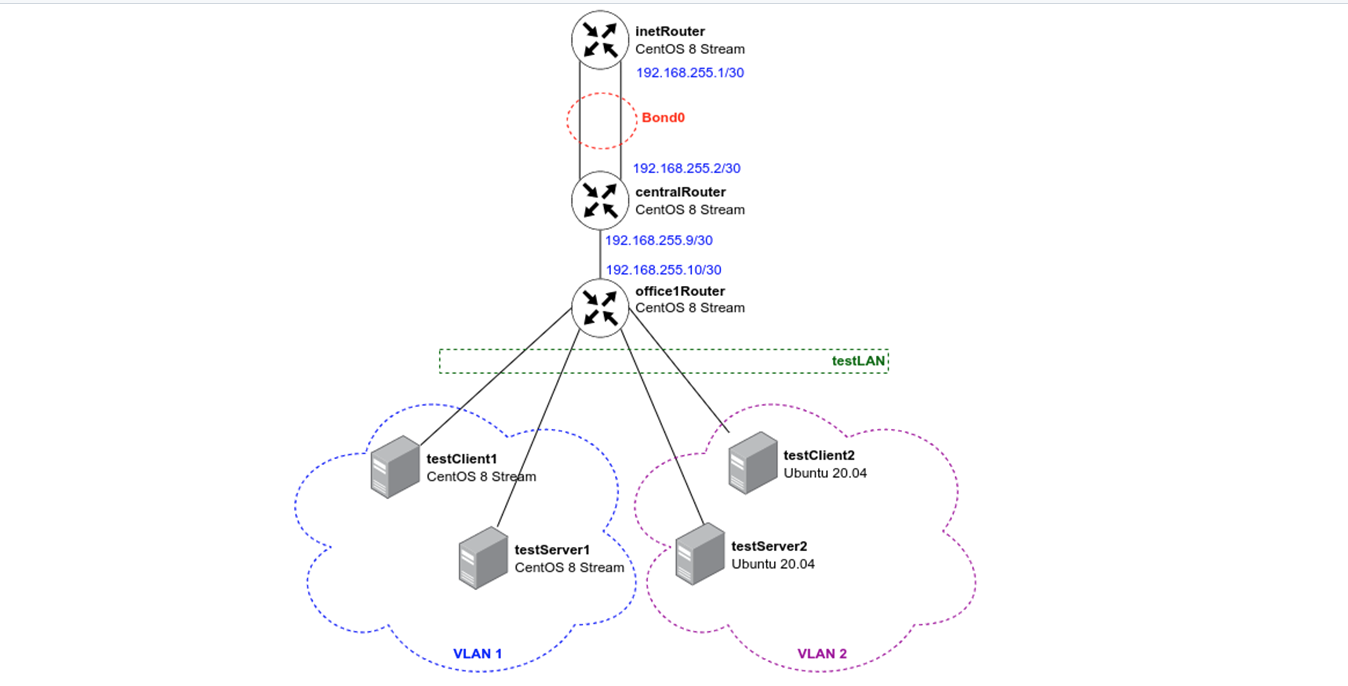 inetRouter
CentOS 8 Stream
192.168.255.1/30
Bond0
192.168.255.2/30
centralRouter
CentOS 8 Stream
192.168.255.9/30
192.168.255.10/30
office1Router
CentOS 8 Stream
testLAN
testClient1
CentOS 8 Stream
testClient2
Ubuntu 20.04
testServer1
CentOS 8 Stream
testServer2
Ubuntu 20.04
VLAN 1
VLAN 2